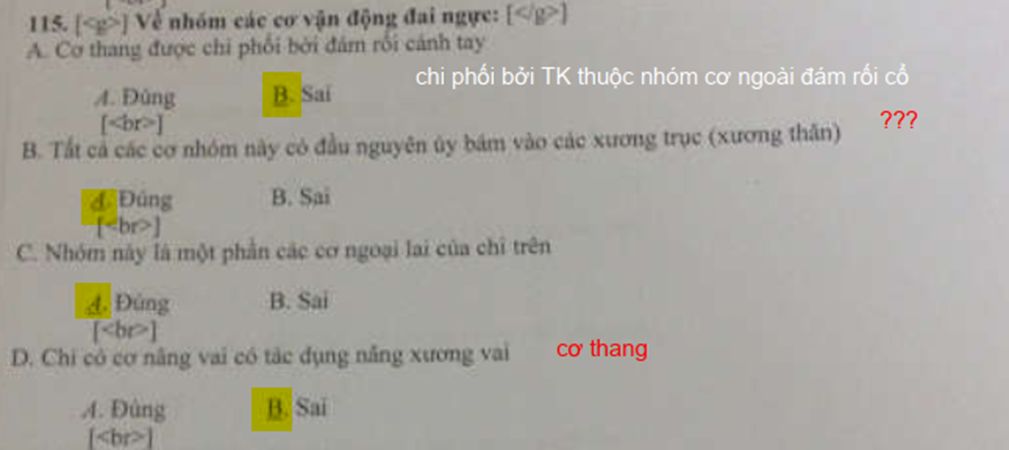 115. [<g>] Về nhóm các cơ vận động đai ngực: [</g>]
A. Cơ thang được chi phối bởi đám rối cánh tay
chi phối bởi TK thuộc nhóm cơ ngoài đám rối cổ
A. Đúng B. Sai
[<br>]
???
B. Tất cả các cơ nhóm này có đầu nguyên ủy bám vào các xương trục (xương thân)
A. Đúng B. Sai
[<br>]
C. Nhóm này là một phần các cơ ngoại lai của chi trên
A. Đúng B. Sai
[<br>]
D. Chỉ có cơ nâng vai có tác dụng nâng xương vai cơ thang
A. Đúng B. Sai
[<br>]